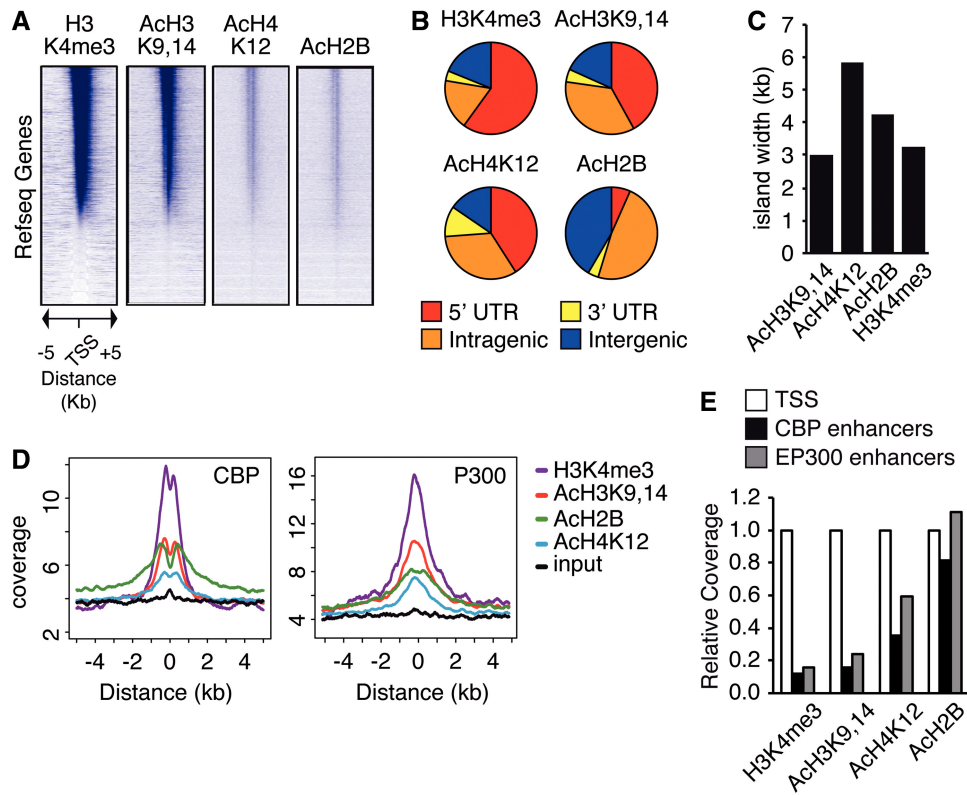 A
H3
K4me3
AcH3
K9,14
AcH4
K12
AcH2B
Refseq Genes
-5 TSS +5
Distance
(Kb)
B
H3K4me3 AcH3K9,14
AcH4K12 AcH2B
5’ UTR 3’ UTR
Intragenic Intergenic
C
island width (kb)
7
6
5
4
3
2
1
0
AcH3K9,14
AcH4K12
AcH2B
H3K4me3
D
coverage
10
6
2
CBP
-4 -2 0 2 4
Distance (kb)
16
12
8
4
P300
-4 -2 0 2 4
Distance (kb)
H3K4me3
AcH3K9,14
AcH2B
AcH4K12
input
E
TSS
CBP enhancers
EP300 enhancers
Relative Coverage
1.2
1.0
0.8
0.6
0.4
0.2
0.0
H3K4me3
AcH3K9,14
AcH4K12
AcH2B